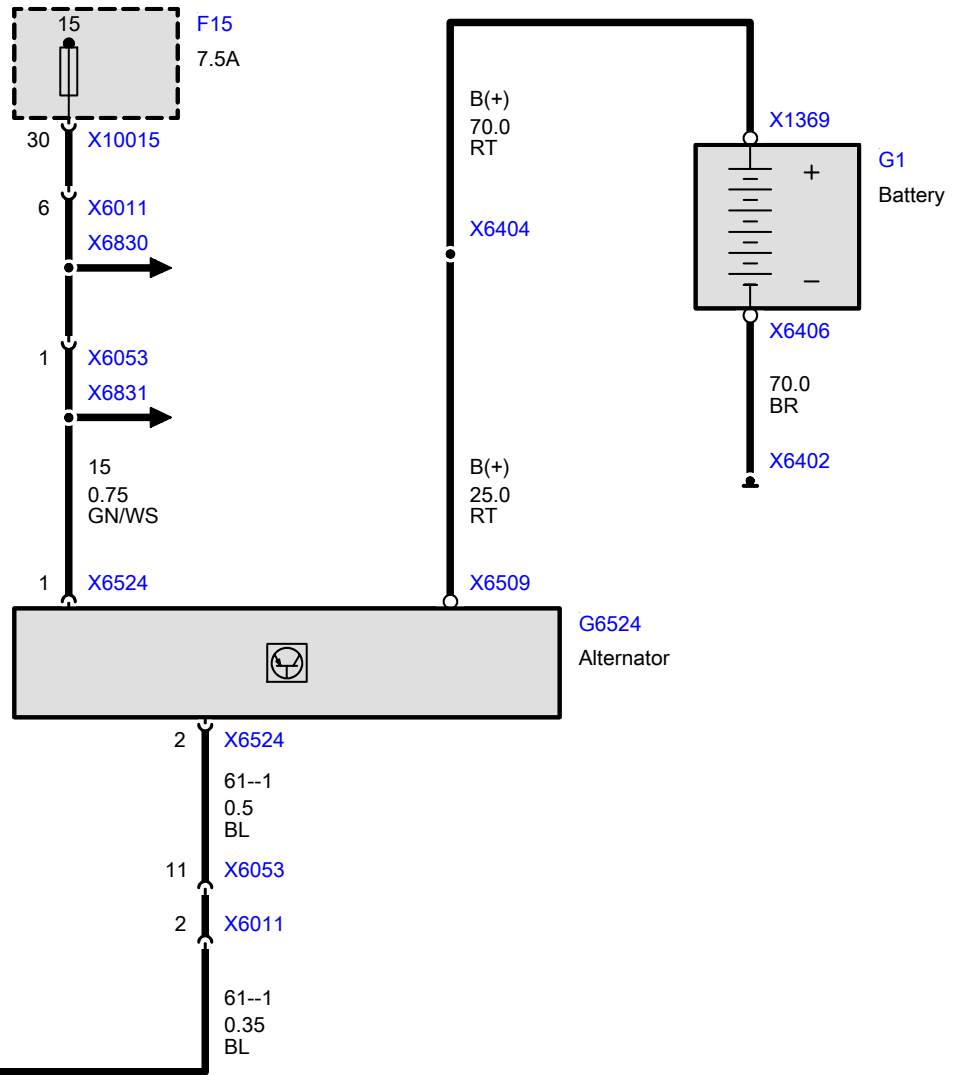 15
F15
7.5A
30
X10015
6
X6011
X6830
1
X6053
X6831
15
0.75
GN/WS
1
X6524
B(+)
70.0
RT
X6404
B(+)
25.0
RT
X6509
X1369
G1
Battery
+
–
X6406
70.0
BR
X6402
G6524
Alternator
2
X6524
61--1
0.5
BL
11
X6053
2
X6011
61--1
0.35
BL